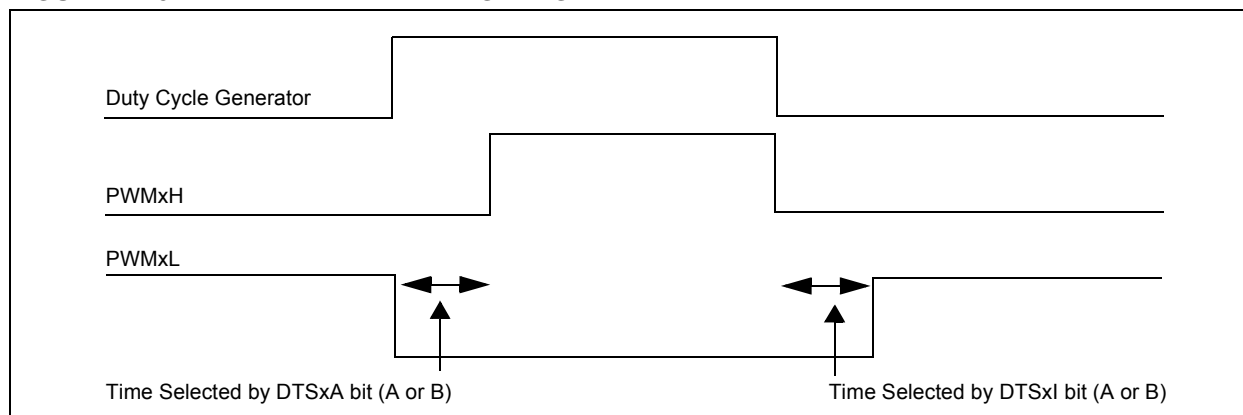 Duty Cycle Generator
PWMxH
PWMxL
Time Selected by DTSxA bit (A or B)
Time Selected by DTSxI bit (A or B)